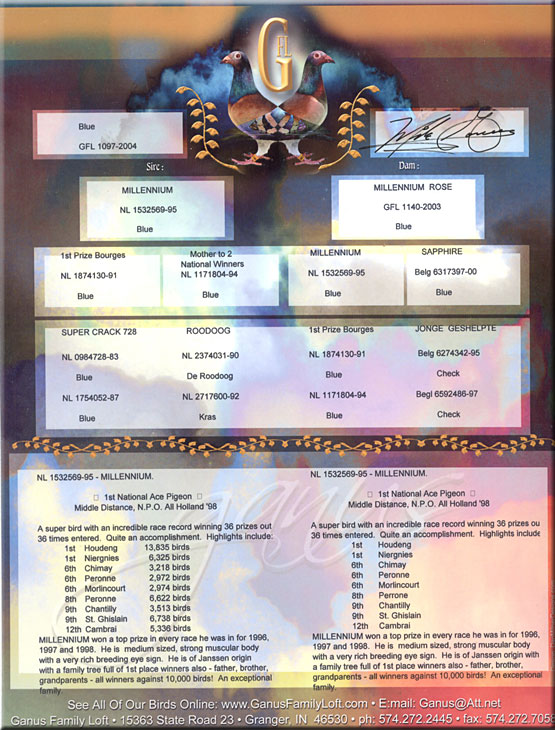 G FL
Blue
GFL 1097-2004
Sire:
Dam:
MILLENNIUM
NL 1532569-95
Blue
MILLENNIUM ROSE
GFL 1140-2003
Blue
1st Prize Bourges
NL 1874130-91
Blue
Mother to 2
National Winners
NL 1171804-94
Blue
MILLENNIUM
NL 1532569-95
Blue
SAPPHIRE
Belg 6317397-00
Blue
SUPER CRACK 728
NL 0984728-83
Blue
NL 1754052-87
Blue
ROODOOG
NL 2374031-90
De Roodoog
NL 2717600-92
Kras
1st Prize Bourges
NL 1874130-91
Blue
NL 1171804-94
Blue
JONGE GESHELPTE
Belg 6274342-95
Check
Begl 6592486-97
Check
NL 1532569-95 - MILLENNIUM.
□ 1st National Ace Pigeon □
Middle Distance, N.P.O. All Holland '98
A super bird with an incredible race record winning 36 prizes out
36 times entered. Quite an accomplishment. Highlights include:
1st Houdeng 13,835 birds
1st Niergnies 6,325 birds
6th Chimay 3,218 birds
6th Peronne 2,972 birds
6th Morlincourt 2,974 birds
8th Peronne 6,622 birds
9th Chantilly 3,513 birds
9th St. Ghislain 6,738 birds
12th Cambrai 5,336 birds
MILLENNIUM won a top prize in every race he was in for 1996,
1997 and 1998. He is medium sized, strong muscular body
with a very rich breeding eye sign. He is of Janssen origin
with a family tree full of 1st place winners also - father, brother,
grandparents - all winners against 10,000 birds! An exceptional
family.
NL 1532569-95 - MILLENNIUM.
□ 1st National Ace Pigeon □
Middle Distance, N.P.O. All Holland '98
A super bird with an incredible race record winning 36 prizes ou
36 times entered. Quite an accomplishment. Highlights include
1st Houdeng
1st Niergnies
6th Chimay
6th Peronne
6th Morlincourt
8th Perrone
9th Chantilly
9th St. Ghislain
12th Cambrai
MILLENNIUM won a top prize in every race he was in for 1996,
1997 and 1998. He is medium sized, strong muscular body
with a very rich breeding eye sign. He is of Janssen origin
with a family tree full of 1st place winners also - father, brother,
grandparents - all winners against 10,000 birds! An exceptional
family.
See All Of Our Birds Online: www.GanusFamilyLoft.com • E-mail: Ganus@Att.net
Ganus Family Loft • 15363 State Road 23 • Granger, IN 46530 • ph: 574.272.2445 • fax: 574.272.705